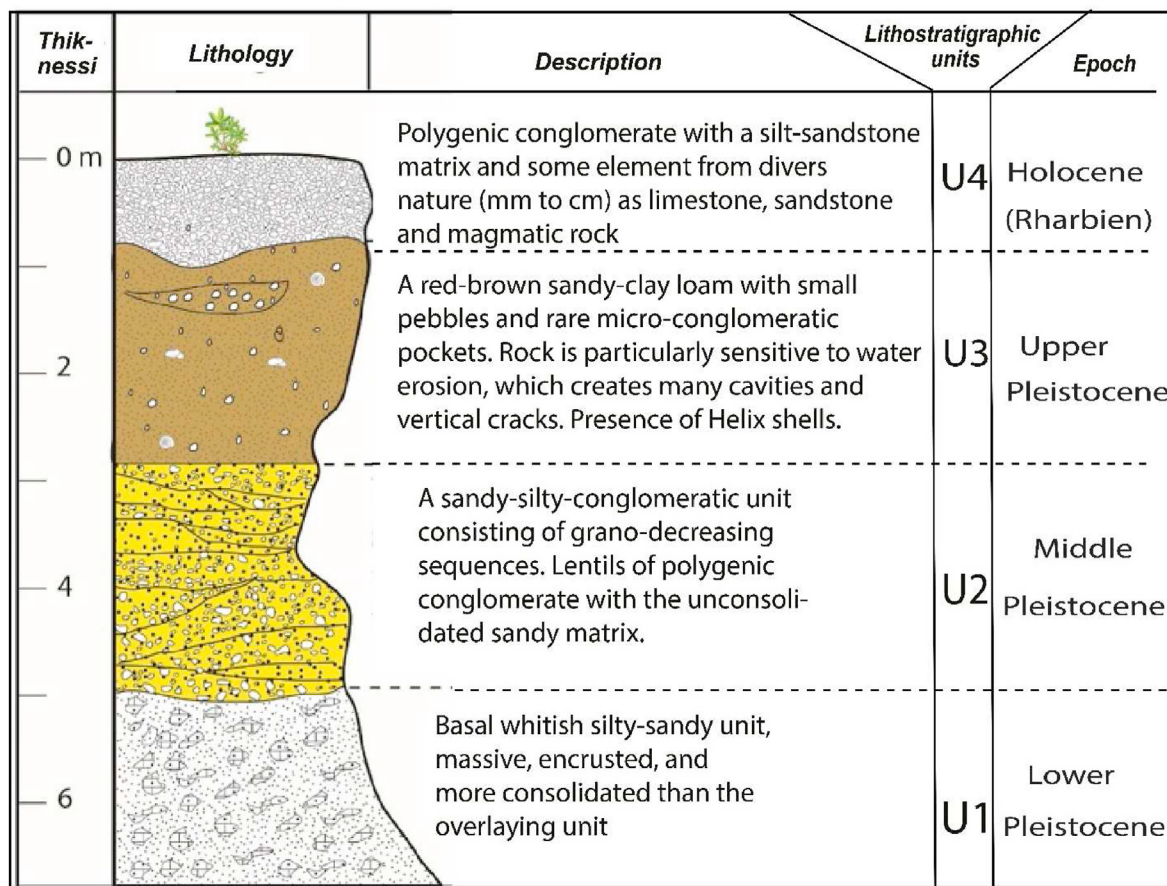 Thik-
nessi
Lithology
Description
Lithostratigraphic
units
Epoch
0 m
2
4
6
Polygenic conglomerate with a silt-sandstone
matrix and some element from divers
nature (mm to cm) as limestone, sandstone
and magmatic rock
U4
Holocene
(Rharbien)
A red-brown sandy-clay loam with small
pebbles and rare micro-conglomeratic
pockets. Rock is particularly sensitive to water
erosion, which creates many cavities and
vertical cracks. Presence of Helix shells.
U3
Upper
Pleistocene
A sandy-silty-conglomeratic unit
consisting of grano-decreasing
sequences. Lentils of polygenic
conglomerate with the unconsoli-
dated sandy matrix.
U2
Middle
Pleistocene
Basal whitish silty-sandy unit,
massive, encrusted, and
more consolidated than the
overlaying unit
U1
Lower
Pleistocene